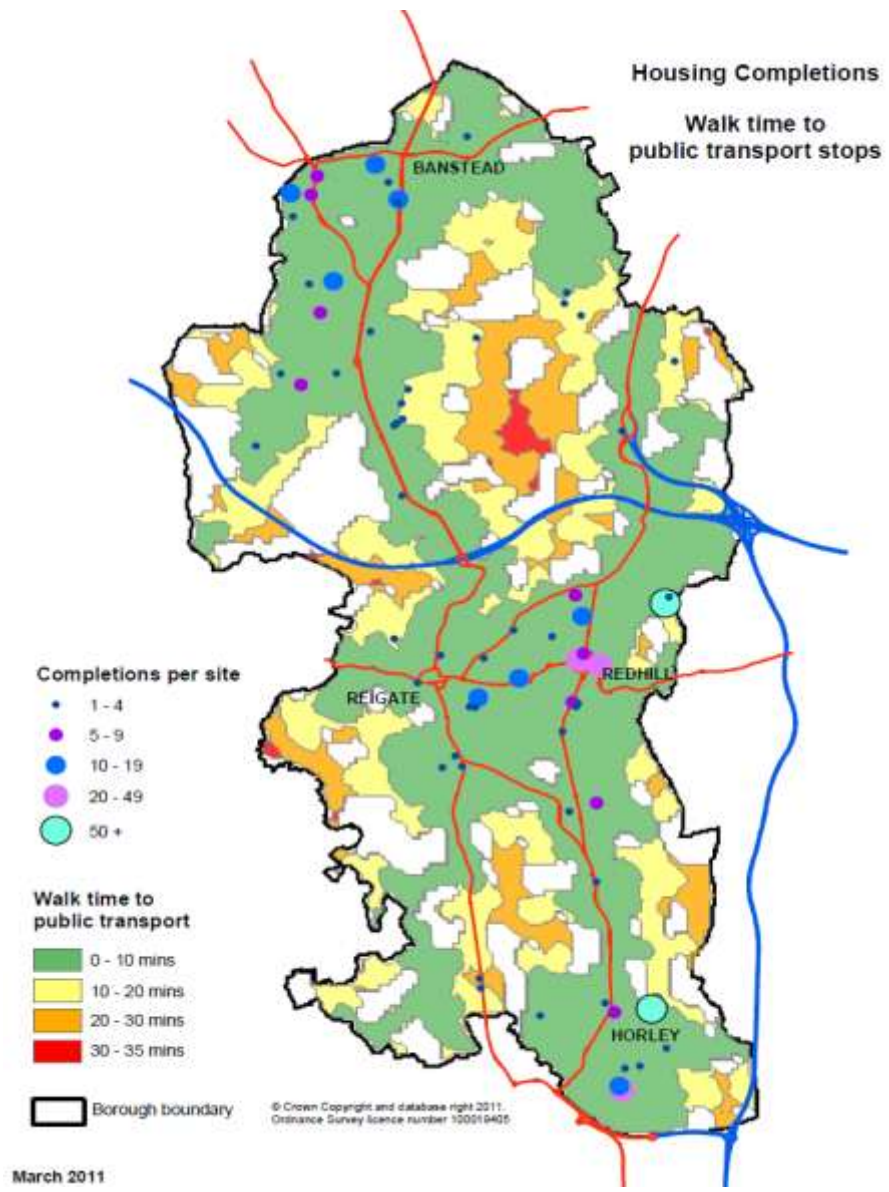 Housing Completions
Walk time to
public transport stops
BANSTEAD
REDHILL
REIGATE
HORLEY
Completions per site
1 - 4
5 - 9
10 - 19
20 - 49
50 +
Walk time to
public transport
0 - 10 mins
10 - 20 mins
20 - 30 mins
30 - 35 mins
Borough boundary
© Crown Copyright and database right 2011.
Ordnance Survey licence number 100019405
March 2011